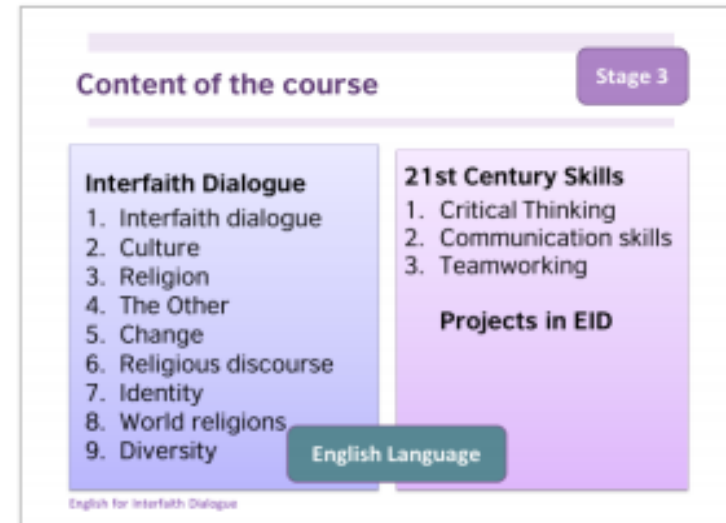 Content of the course
Stage 3
Interfaith Dialogue
1. Interfaith dialogue
2. Culture
3. Religion
4. The Other
5. Change
6. Religious discourse
7. Identity
8. World religions
9. Diversity
21st Century Skills
1. Critical Thinking
2. Communication skills
3. Teamworking
Projects in EID
English Language
English for Interfaith Dialogue